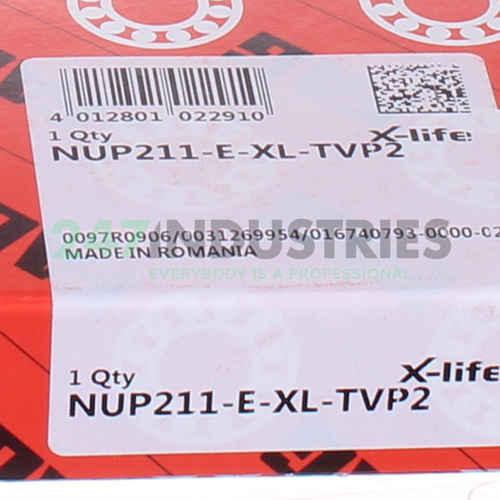 4 012801 022910
1 Qty
X-life
NUP211-E-XL-TVP2
247INDUSTRIES
0097R0906/0031269954/016740793-0000-02
MADE IN ROMANIA
EVERYBODY IS A PROFESSIONAL
1 Qty
X-life
NUP211-E-XL-TVP2